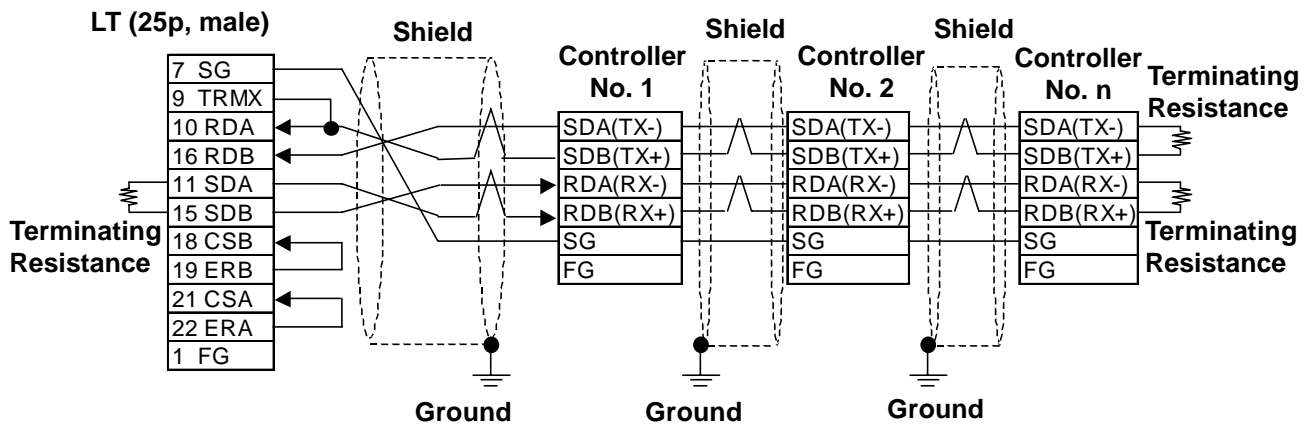 LT (25p, male)
7 SG
9 TRMX
10 RDA
16 RDB
11 SDA
15 SDB
18 CSB
19 ERB
21 CSA
22 ERA
1 FG
Terminating
Resistance
Shield
Ground
Controller
No. 1
SDA(TX-)
SDB(TX+)
RDA(RX-)
RDB(RX+)
SG
FG
Shield
Ground
Controller
No. 2
SDA(TX-)
SDB(TX+)
RDA(RX-)
RDB(RX+)
SG
FG
Shield
Ground
Controller
No. n
SDA(TX-)
SDB(TX+)
RDA(RX-)
RDB(RX+)
SG
FG
Terminating
Resistance
Terminating
Resistance